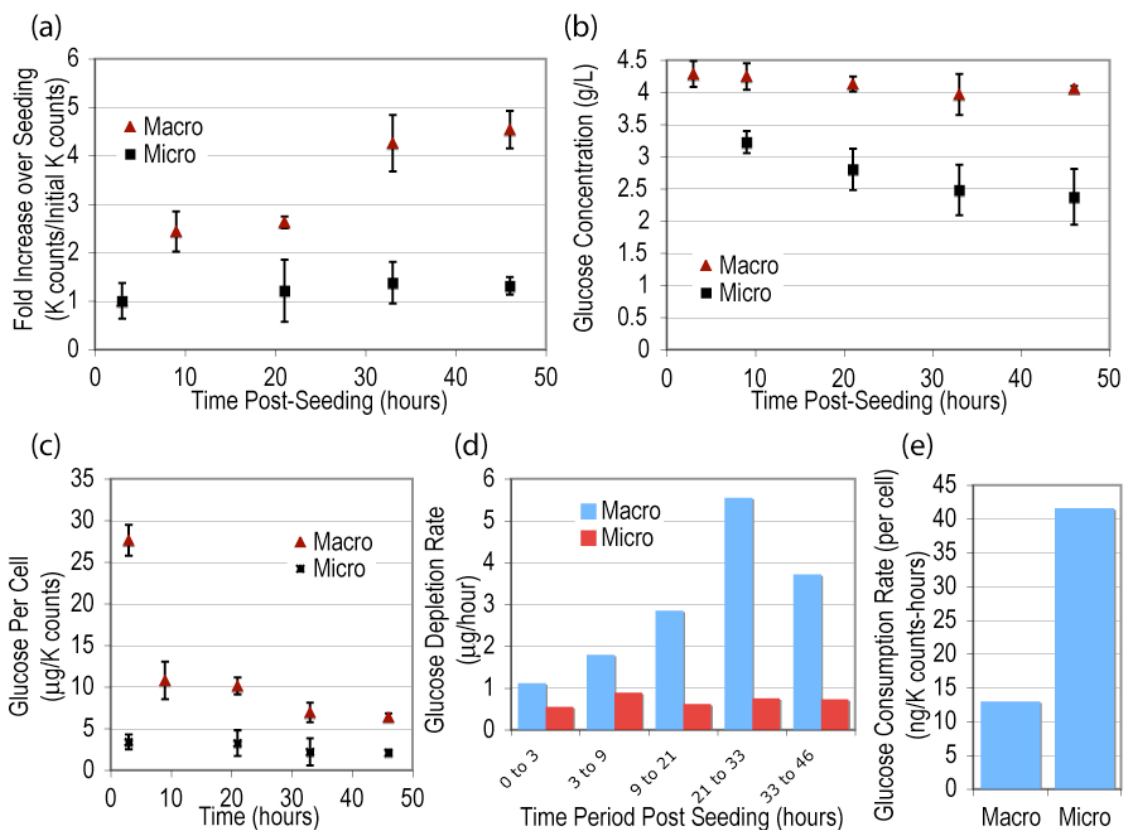 (a)
Fold Increase over Seeding
(K counts/Initial K counts)
6
5
4
3
2
1
0
Macro
Micro
0 10 20 30 40 50
Time Post-Seeding (hours)
(b)
Glucose Concentration (g/L)
5
4.5
4
3.5
3
2.5
2
1.5
1
0.5
0
Macro
Micro
0 10 20 30 40 50
Time Post-Seeding (hours)
(c)
Glucose Per Cell
(µg/K counts)
35
30
25
20
15
10
5
0
Macro
Micro
0 10 20 30 40 50
Time (hours)
(d)
Glucose Depletion Rate
(µg/hour)
6
5
4
3
2
1
0
Macro
Micro
0 to 3
3 to 9
9 to 21
21 to 33
33 to 46
Time Period Post Seeding (hours)
(e)
Glucose Consumption Rate (per cell)
(ng/K counts-hours)
45
40
35
30
25
20
15
10
5
0
Macro Micro